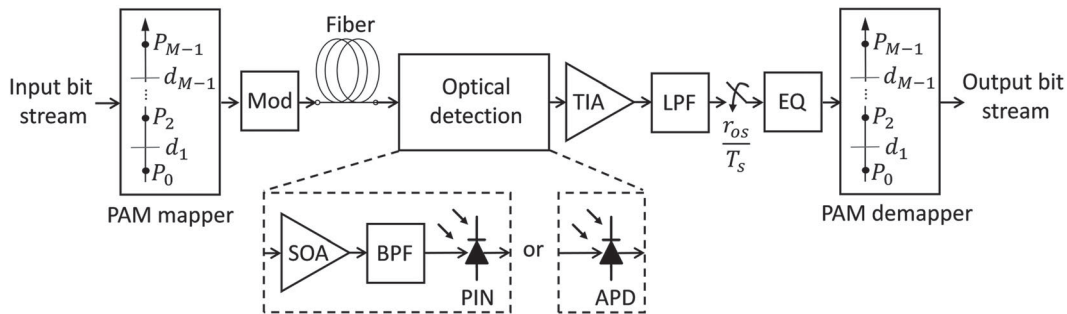 Input bit
stream
P_{M-1}
d_{M-1}
P_2
d_1
P_0
PAM mapper
Mod
Fiber
Optical
detection
TIA
LPF
r_{os}
T_s
EQ
P_{M-1}
d_{M-1}
P_2
d_1
P_0
PAM demapper
Output bit
stream
SOA
BPF
PIN
or
APD